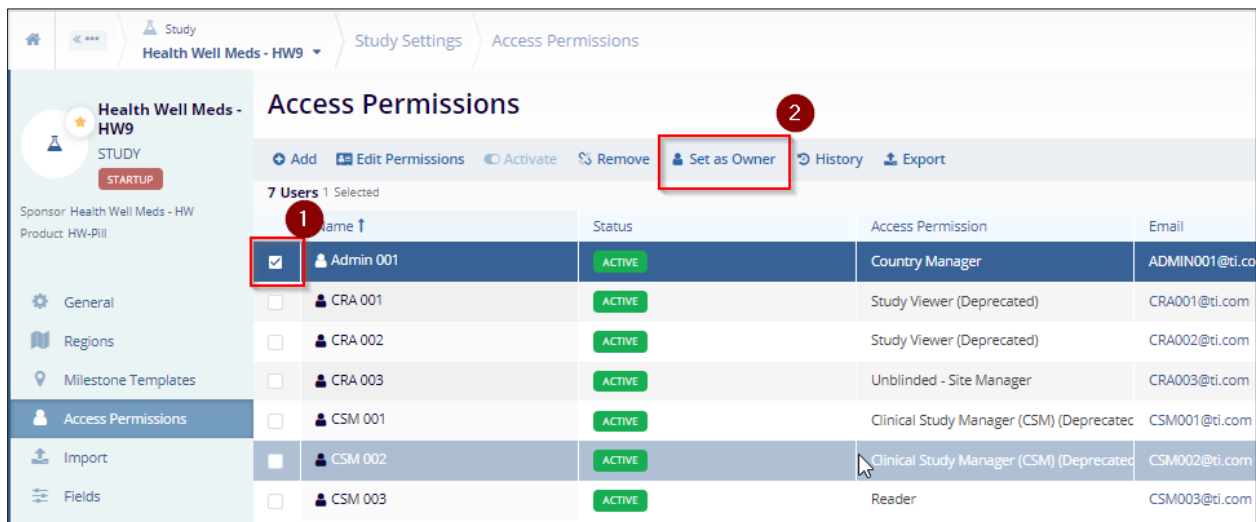 Study
Health Well Meds - HW9
Study Settings
Access Permissions
Health Well Meds -
HW9
STUDY
STARTUP
Sponsor Health Well Meds - HW
Product HW-Pill
General
Regions
Milestone Templates
Access Permissions
Import
Fields
Access Permissions
2
Add Edit Permissions Activate Remove Set as Owner History Export
7 Users 1 Selected
1
Name Status Access Permission Email
Admin 001 ACTIVE Country Manager ADMIN001@ti.co
CRA 001 ACTIVE Study Viewer (Deprecated) CRA001@ti.com
CRA 002 ACTIVE Study Viewer (Deprecated) CRA002@ti.com
CRA 003 ACTIVE Unblinded - Site Manager CRA003@ti.com
CSM 001 ACTIVE Clinical Study Manager (CSM) (Deprecated CSM001@ti.com
CSM 002 ACTIVE Clinical Study Manager (CSM) (Deprecated CSM002@ti.com
CSM 003 ACTIVE Reader CSM003@ti.com